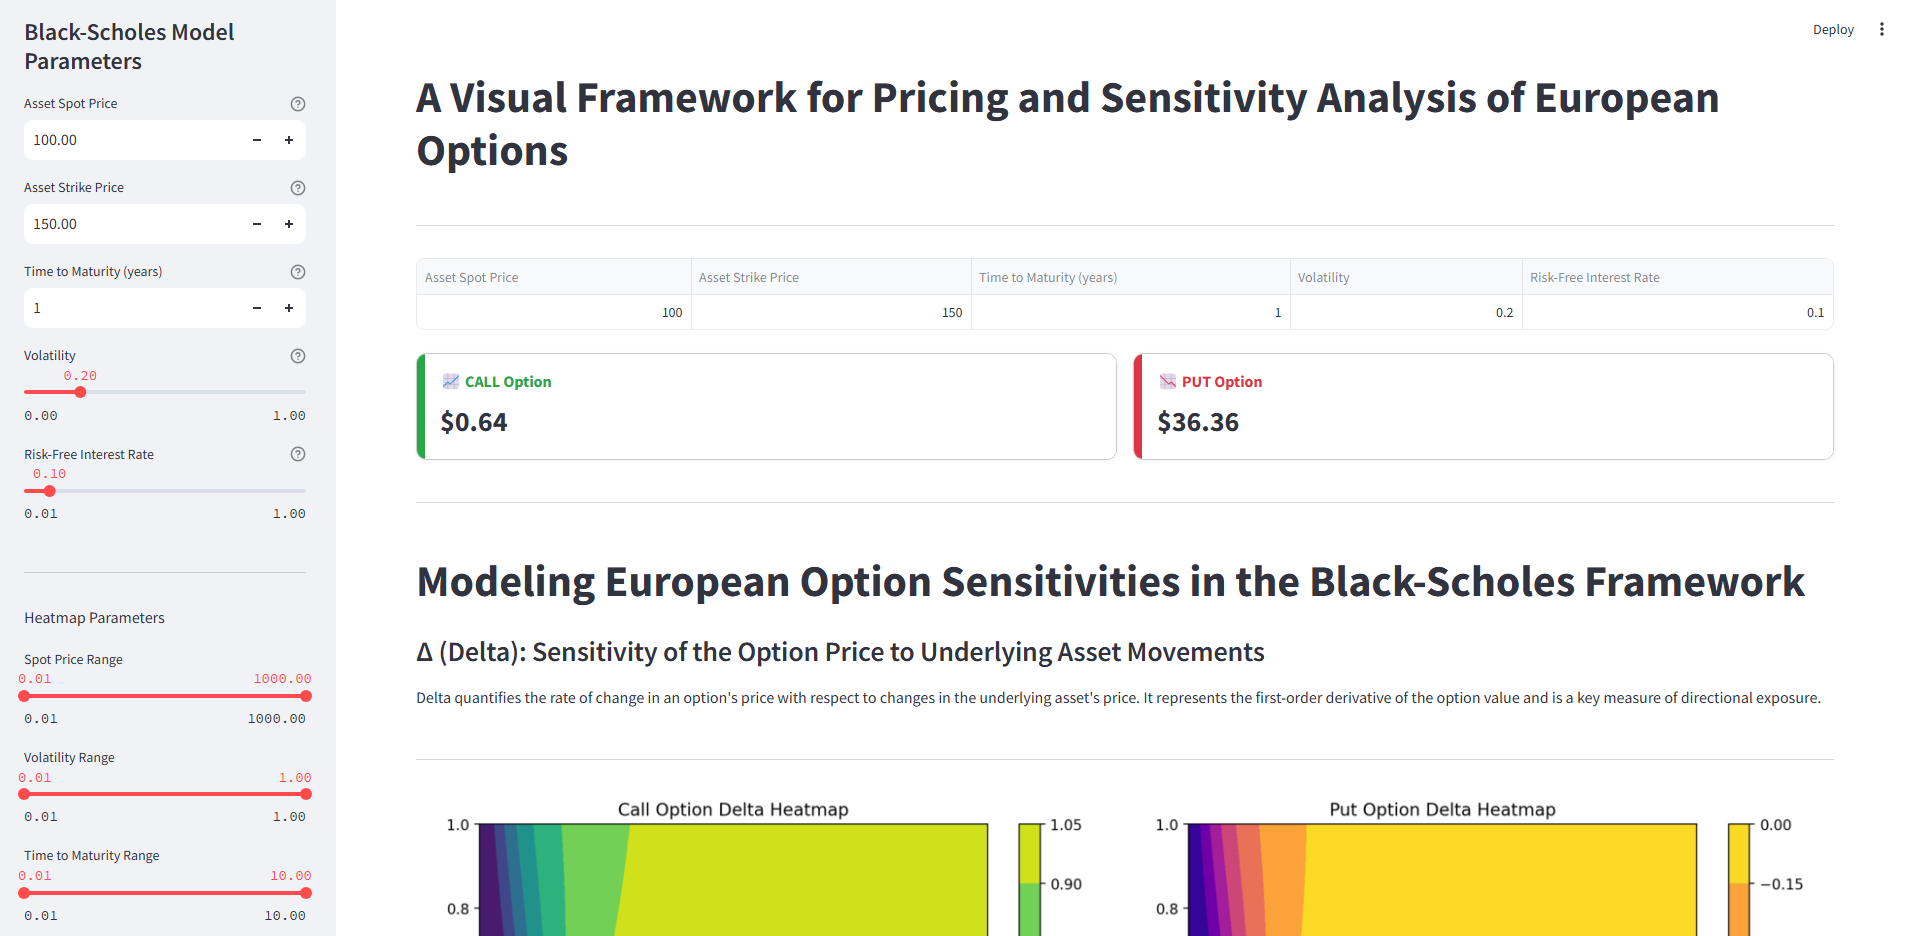 Black-Scholes Model
Parameters
Asset Spot Price
100.00
Asset Strike Price
150.00
Time to Maturity (years)
1
Volatility
0.20
0.00 1.00
Risk-Free Interest Rate
0.10
0.01 1.00
Heatmap Parameters
Spot Price Range
0.01 1000.00
0.01 1000.00
Volatility Range
0.01 1.00
0.01 1.00
Time to Maturity Range
0.01 10.00
0.01 10.00
Deploy
A Visual Framework for Pricing and Sensitivity Analysis of European
Options
Asset Spot Price Asset Strike Price Time to Maturity (years) Volatility Risk-Free Interest Rate
100 150 1 0.2 0.1
CALL Option
$0.64
PUT Option
$36.36
Modeling European Option Sensitivities in the Black-Scholes Framework
Δ (Delta): Sensitivity of the Option Price to Underlying Asset Movements
Delta quantifies the rate of change in an option's price with respect to changes in the underlying asset's price. It represents the first-order derivative of the option value and is a key measure of directional exposure.
Call Option Delta Heatmap
1.0
0.8
1.05
0.90
Put Option Delta Heatmap
1.0
0.8
0.00
−0.15